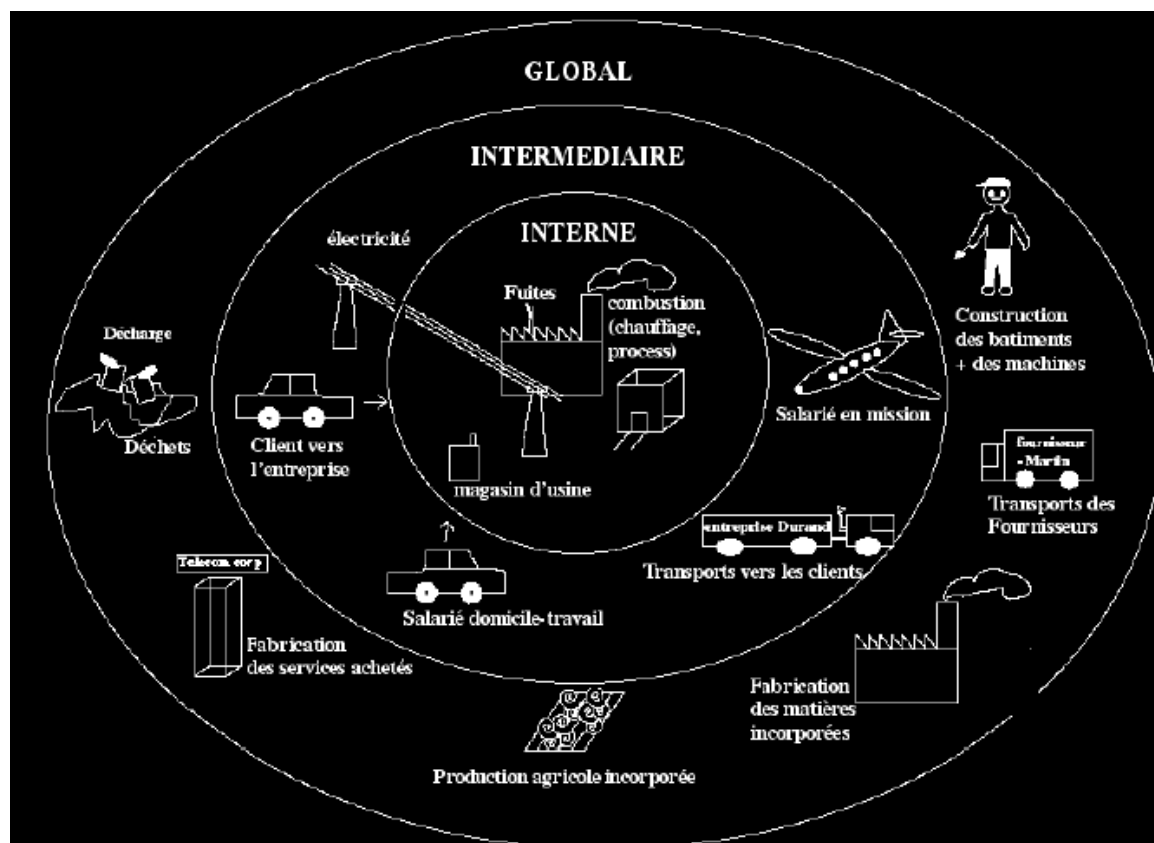 GLOBAL
INTERMEDIAIRE
INTERNE
électricité
Fuites
combustion
(chauffage,
process)
Construction
des batiments
+ des machines
Décharge
Déchets
Client vers
l'entreprise
magasin d'usine
Salarié en mission
fournisseur
- Martin
Transports des
Fournisseurs
entreprise Durand
Transports vers les clients
Salarié domicile-travail
Telecom corp
Fabrication
des services achetés
Fabrication
des matières
incorporées
Production agricole incorporée